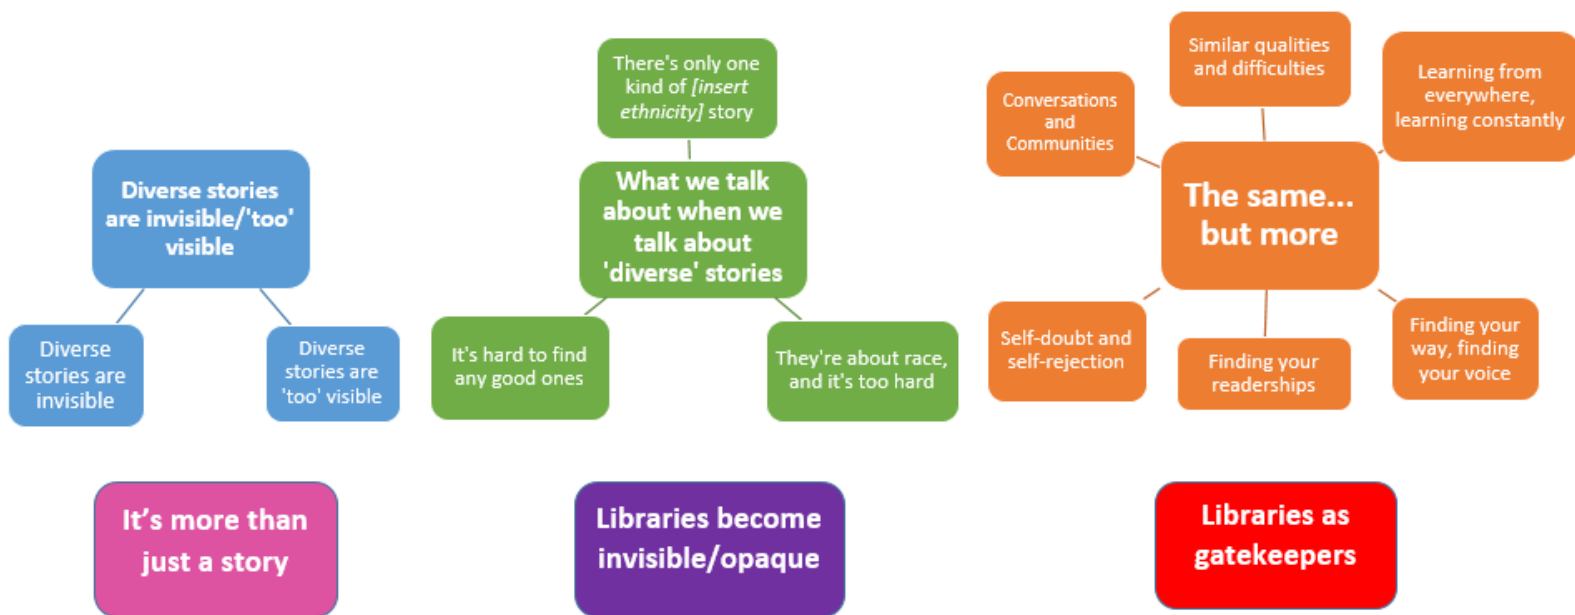 Diverse stories
are invisible/'too'
visible
Diverse
stories are
invisible
Diverse
stories are
'too' visible
There's only one
kind of [insert
ethnicity] story
What we talk
about when we
talk about
'diverse' stories
It's hard to find
any good ones
They're about race,
and it's too hard
Similar qualities
and difficulties
Conversations
and
Communities
Learning from
everywhere,
learning constantly
The same...
but more
Self-doubt and
self-rejection
Finding your
readerships
Finding your
way, finding
your voice
It's more than
just a story
Libraries become
invisible/opaque
Libraries as
gatekeepers